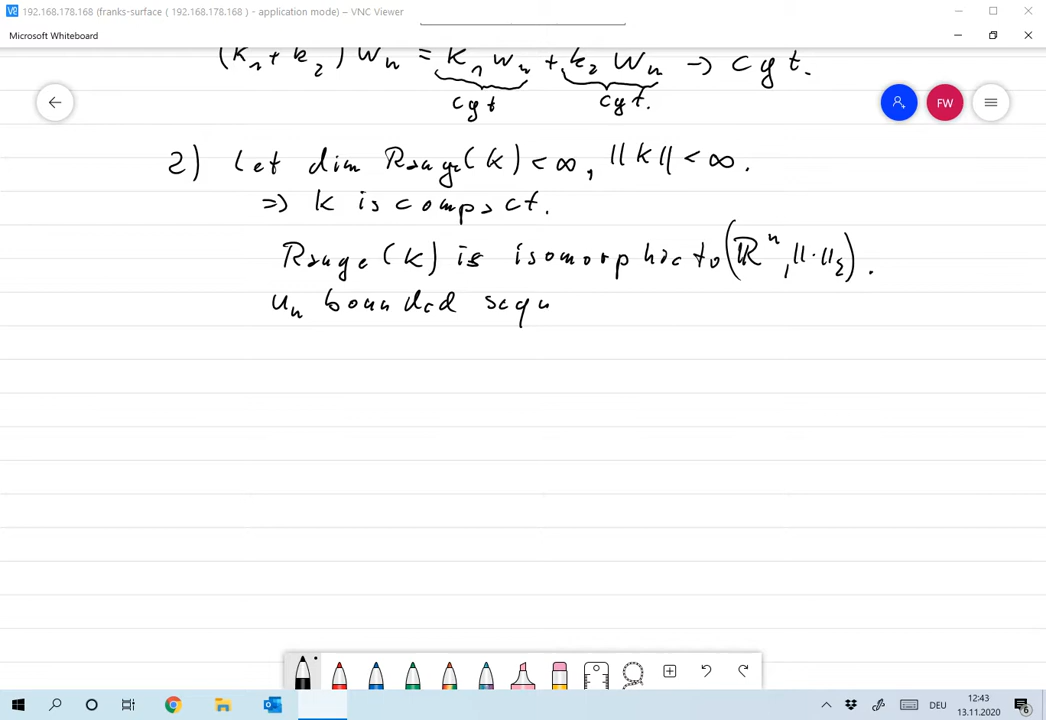 192.168.178.168 (franks-surface ( 192.168.178.168 ) - application mode) – VNC Viewer
Microsoft Whiteboard
(K₁ + k₂) wₙ = K₁ wₙ + k₂ wₙ → cgt.
cgt cgt.
FW
2) Let dim Range(k) < ∞, ||k|| < ∞.
⇒ k is compact.
Range(k) is isomorphic to (ℝⁿ, ||·||₂).
uₙ bounded sequ
12:43
DEU
13.11.2020
6